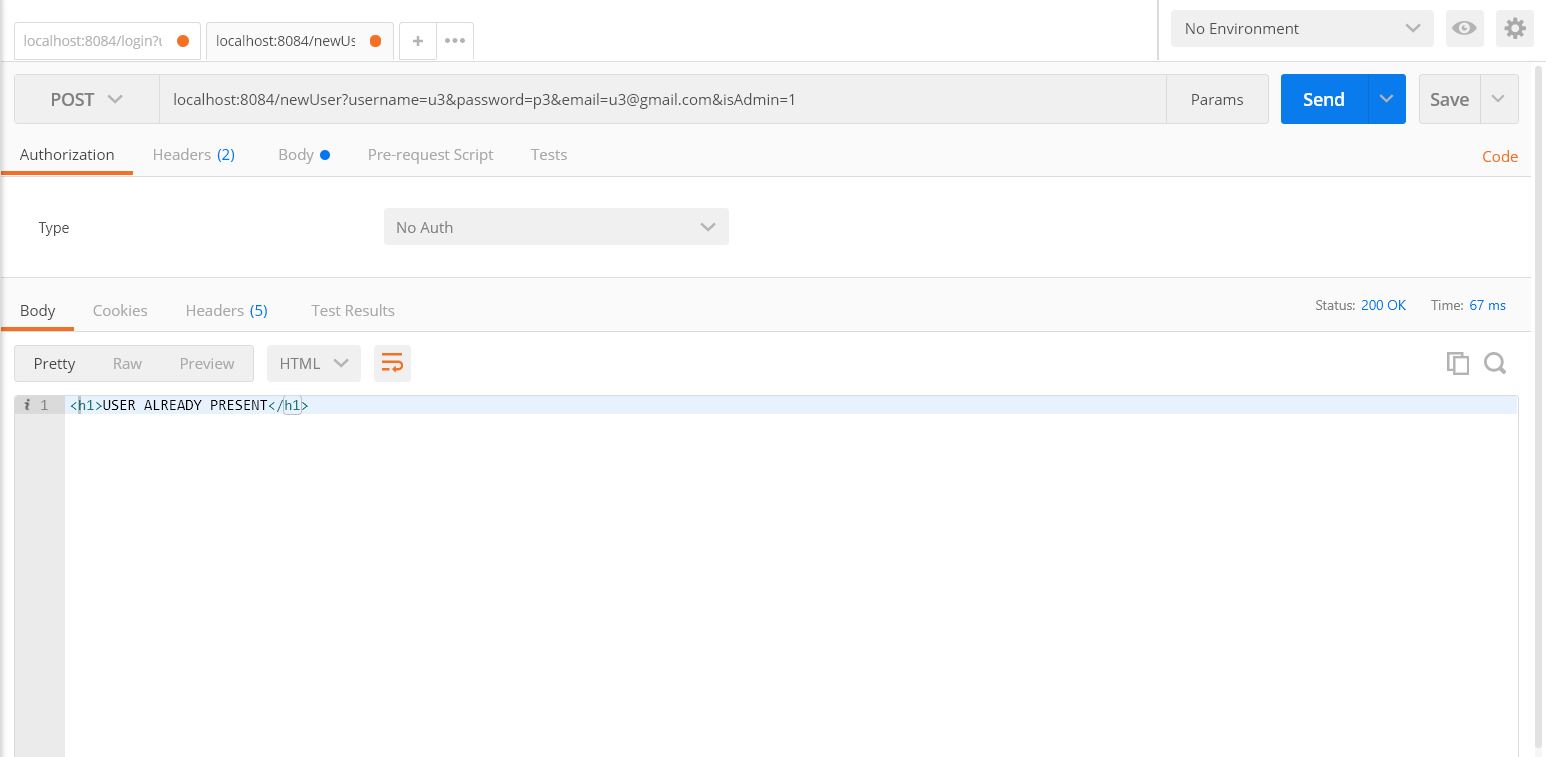 localhost:8084/login?u
localhost:8084/newUs
+
•••
No Environment
POST
localhost:8084/newUser?username=u3&password=p3&email=u3@gmail.com&isAdmin=1
Params
Send
Save
Authorization
Headers (2)
Body
Pre-request Script
Tests
Code
Type
No Auth
Body
Cookies
Headers (5)
Test Results
Status: 200 OK
Time: 67 ms
Pretty
Raw
Preview
HTML
i 1
<h1>USER ALREADY PRESENT</h1>